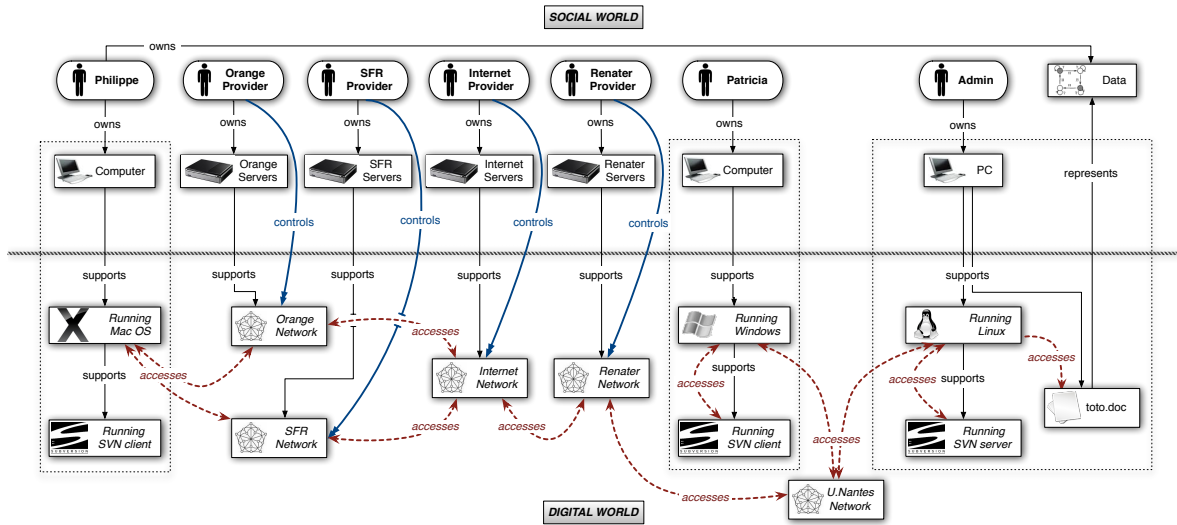 SOCIAL WORLD
owns
Philippe
Orange
Provider
SFR
Provider
Internet
Provider
Renater
Provider
Patricia
Admin
Data
owns
owns
owns
owns
owns
owns
owns
Computer
Orange
Servers
SFR
Servers
Internet
Servers
Renater
Servers
Computer
PC
represents
controls
controls
controls
controls
supports
supports
supports
supports
supports
supports
supports
Running
Mac OS
Orange
Network
accesses
Running
Windows
Running
Linux
accesses
supports
accesses
Internet
Network
Renater
Network
accesses
supports
accesses
supports
Running
SVN client
SFR
Network
accesses
accesses
Running
SVN client
accesses
Running
SVN server
toto.doc
SUBVERSION
SUBVERSION
SUBVERSION
accesses
U.Nantes
Network
DIGITAL WORLD